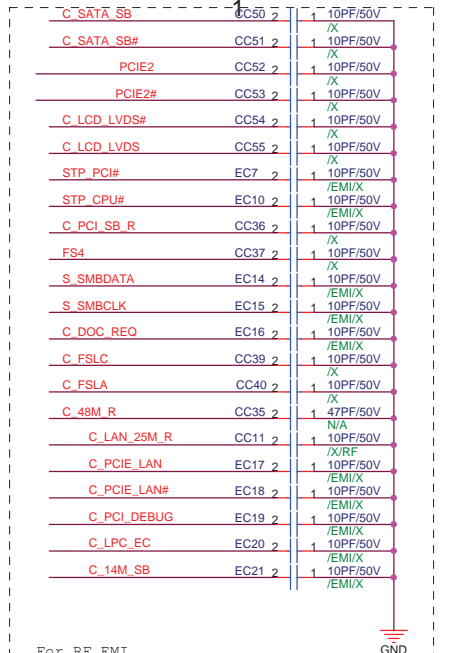 1
C_SATA_SB CC50 2 1 10PF/50V
/X
C_SATA_SB# CC51 2 1 10PF/50V
/X
PCIE2 CC52 2 1 10PF/50V
/X
PCIE2# CC53 2 1 10PF/50V
/X
C_LCD_LVDS# CC54 2 1 10PF/50V
/X
C_LCD_LVDS CC55 2 1 10PF/50V
/X
STP_PCI# EC7 2 1 10PF/50V
/EMI/X
STP_CPU# EC10 2 1 10PF/50V
/EMI/X
C_PCI_SB_R CC36 2 1 10PF/50V
/X
FS4 CC37 2 1 10PF/50V
/X
S_SMBDATA EC14 2 1 10PF/50V
/EMI/X
S_SMBCLK EC15 2 1 10PF/50V
/EMI/X
C_DOC_REQ EC16 2 1 10PF/50V
/EMI/X
C_FSLC CC39 2 1 10PF/50V
/X
C_FSLA CC40 2 1 10PF/50V
/X
C_48M_R CC35 2 1 47PF/50V
N/A
C_LAN_25M_R CC11 2 1 10PF/50V
/X/RF
C_PCIE_LAN EC17 2 1 10PF/50V
/EMI/X
C_PCIE_LAN# EC18 2 1 10PF/50V
/EMI/X
C_PCI_DEBUG EC19 2 1 10PF/50V
/EMI/X
C_LPC_EC EC20 2 1 10PF/50V
/EMI/X
C_14M_SB EC21 2 1 10PF/50V
/EMI/X
For RF EMI
GND